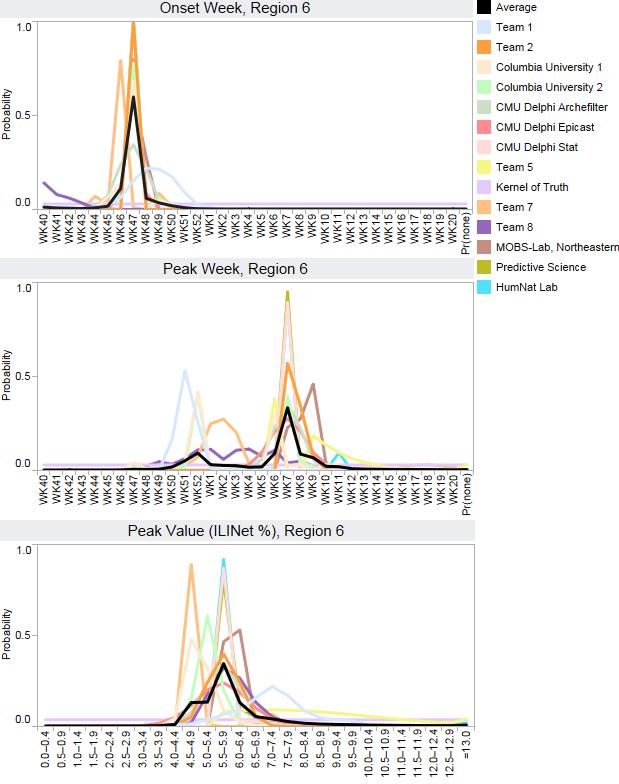 Onset Week, Region 6
1.0
0.5
0.0
Probability
WK40
WK41
WK42
WK43
WK44
WK45
WK46
WK47
WK48
WK49
WK50
WK51
WK52
WK1
WK2
WK3
WK4
WK5
WK6
WK7
WK8
WK9
WK10
WK11
WK12
WK13
WK14
WK15
WK16
WK17
WK18
WK19
WK20
Pr(none)
Average
Team 1
Team 2
Columbia University 1
Columbia University 2
CMU Delphi Archefilter
CMU Delphi Epicast
CMU Delphi Stat
Team 5
Kernel of Truth
Team 7
Team 8
MOBS-Lab, Northeastern
Predictive Science
HumNat Lab
Peak Week, Region 6
1.0
0.5
0.0
Probability
WK40
WK41
WK42
WK43
WK44
WK45
WK46
WK47
WK48
WK49
WK50
WK51
WK52
WK1
WK2
WK3
WK4
WK5
WK6
WK7
WK8
WK9
WK10
WK11
WK12
WK13
WK14
WK15
WK16
WK17
WK18
WK19
WK20
Pr(none)
Peak Value (ILINet %), Region 6
1.0
0.5
0.0
Probability
0.0–0.4
0.5–0.9
1.0–1.4
1.5–1.9
2.0–2.4
2.5–2.9
3.0–3.4
3.5–3.9
4.0–4.4
4.5–4.9
5.0–5.4
5.5–5.9
6.0–6.4
6.5–6.9
7.0–7.4
7.5–7.9
8.0–8.4
8.5–8.9
9.0–9.4
9.5–9.9
10.0–10.4
10.5–10.9
11.0–11.4
11.5–11.9
12.0–12.4
12.5–12.9
=13.0